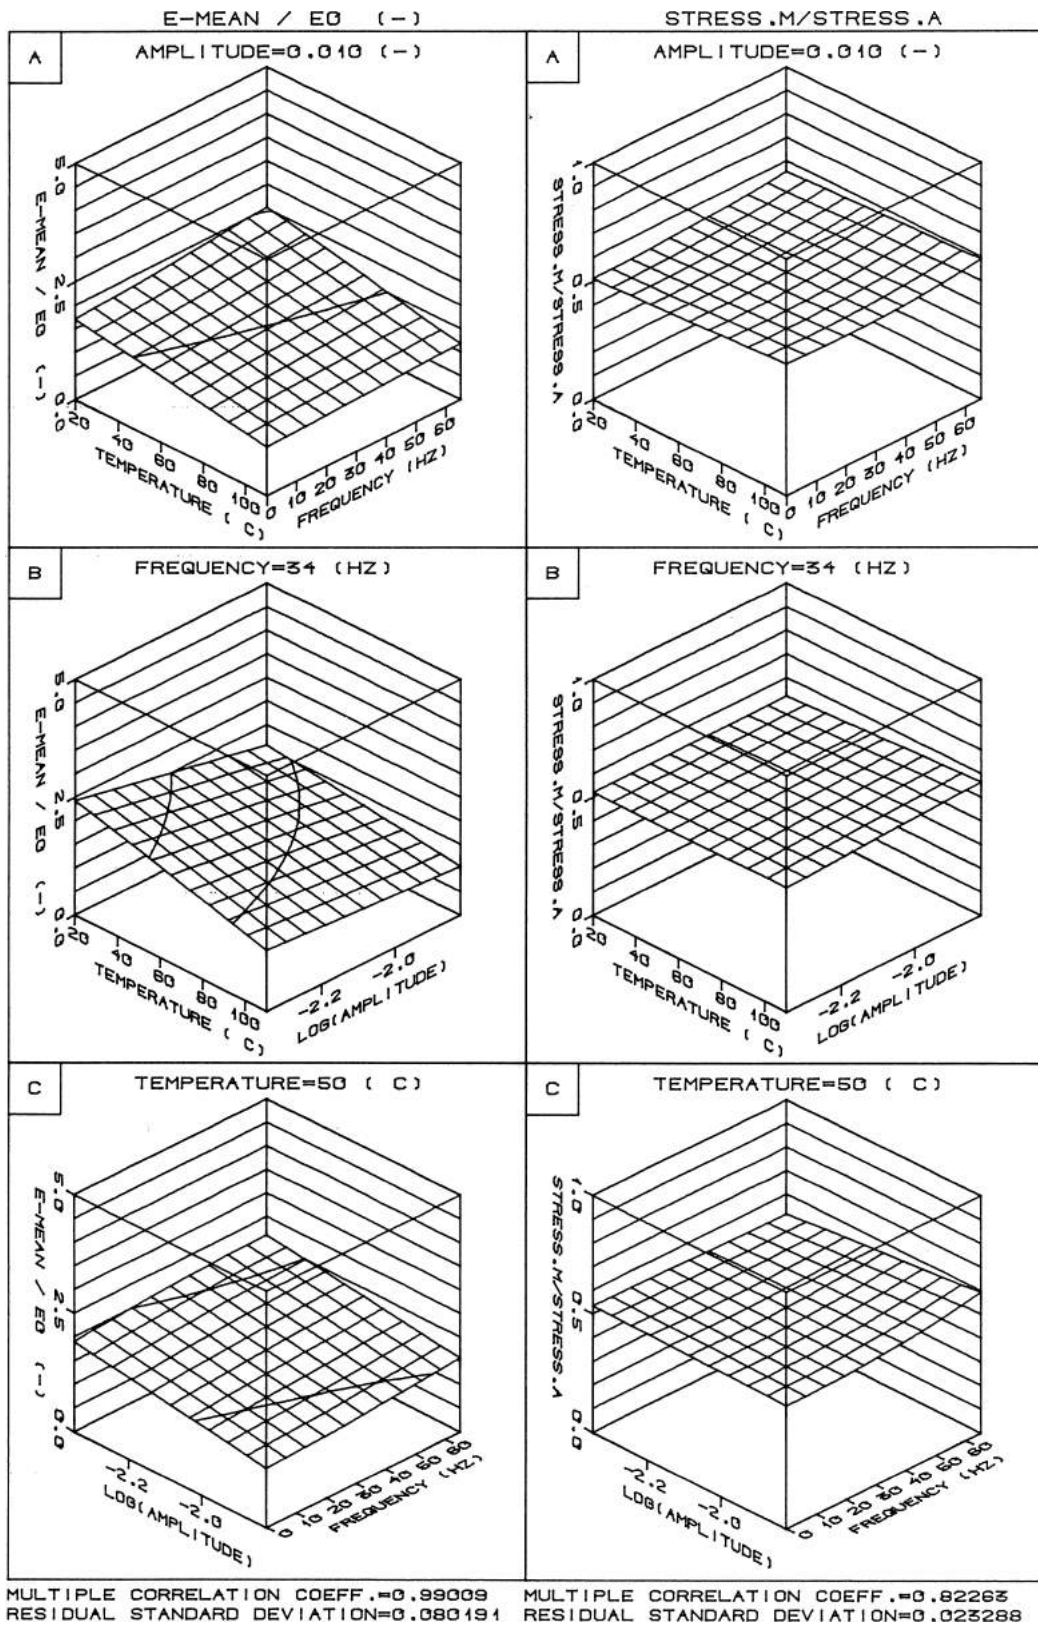 E-MEAN / E0 (-)
STRESS.M/STRESS.A
A
AMPLITUDE=0.010 (-)
5.0
2.5
0.0
E-MEAN / E0 (-)
20 40 60 80 100
TEMPERATURE ( C)
0 10 20 30 40 50 60
FREQUENCY (HZ)
A
AMPLITUDE=0.010 (-)
1.0
0.5
0.0
STRESS.M/STRESS.A
20 40 60 80 100
TEMPERATURE ( C)
0 10 20 30 40 50 60
FREQUENCY (HZ)
B
FREQUENCY=34 (HZ)
5.0
2.5
0.0
E-MEAN / E0 (-)
20 40 60 80 100
TEMPERATURE ( C)
-2.2 -2.0
LOG(AMPLITUDE)
B
FREQUENCY=34 (HZ)
1.0
0.5
0.0
STRESS.M/STRESS.A
20 40 60 80 100
TEMPERATURE ( C)
-2.2 -2.0
LOG(AMPLITUDE)
C
TEMPERATURE=50 ( C)
5.0
2.5
0.0
E-MEAN / E0 (-)
-2.2 -2.0
LOG(AMPLITUDE)
0 10 20 30 40 50 60
FREQUENCY (HZ)
C
TEMPERATURE=50 ( C)
1.0
0.5
0.0
STRESS.M/STRESS.A
-2.2 -2.0
LOG(AMPLITUDE)
0 10 20 30 40 50 60
FREQUENCY (HZ)
MULTIPLE CORRELATION COEFF.=0.99009
RESIDUAL STANDARD DEVIATION=0.080191
MULTIPLE CORRELATION COEFF.=0.82263
RESIDUAL STANDARD DEVIATION=0.023288